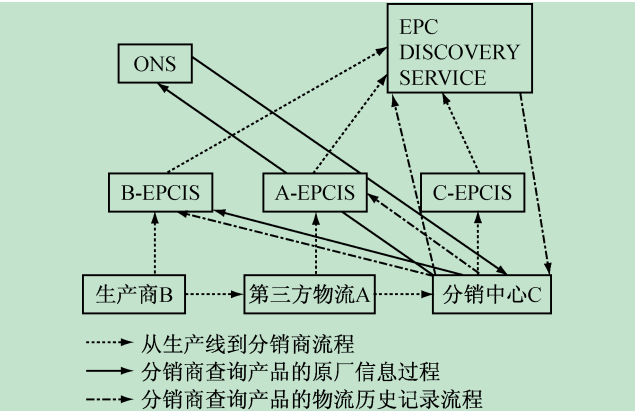 ONS
EPC
DISCOVERY
SERVICE
B-EPCIS
A-EPCIS
C-EPCIS
生产商B
第三方物流A
分销中心C
从生产线到分销商流程
分销商查询产品的原厂信息过程
分销商查询产品的物流历史记录流程